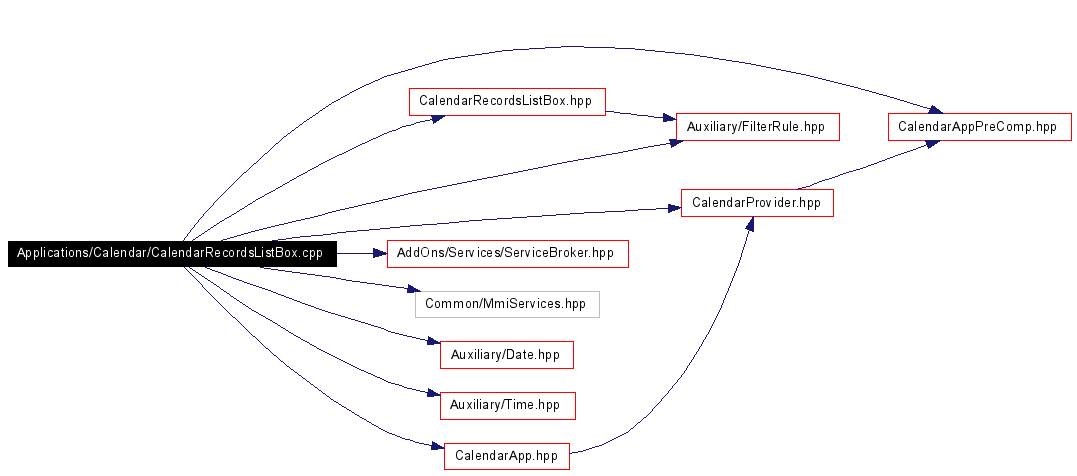 CalendarRecordsListBox.hpp
Auxiliary/FilterRule.hpp
CalendarAppPreComp.hpp
CalendarProvider.hpp
Applications/Calendar/CalendarRecordsListBox.cpp
AddOns/Services/ServiceBroker.hpp
Common/MmiServices.hpp
Auxiliary/Date.hpp
Auxiliary/Time.hpp
CalendarApp.hpp